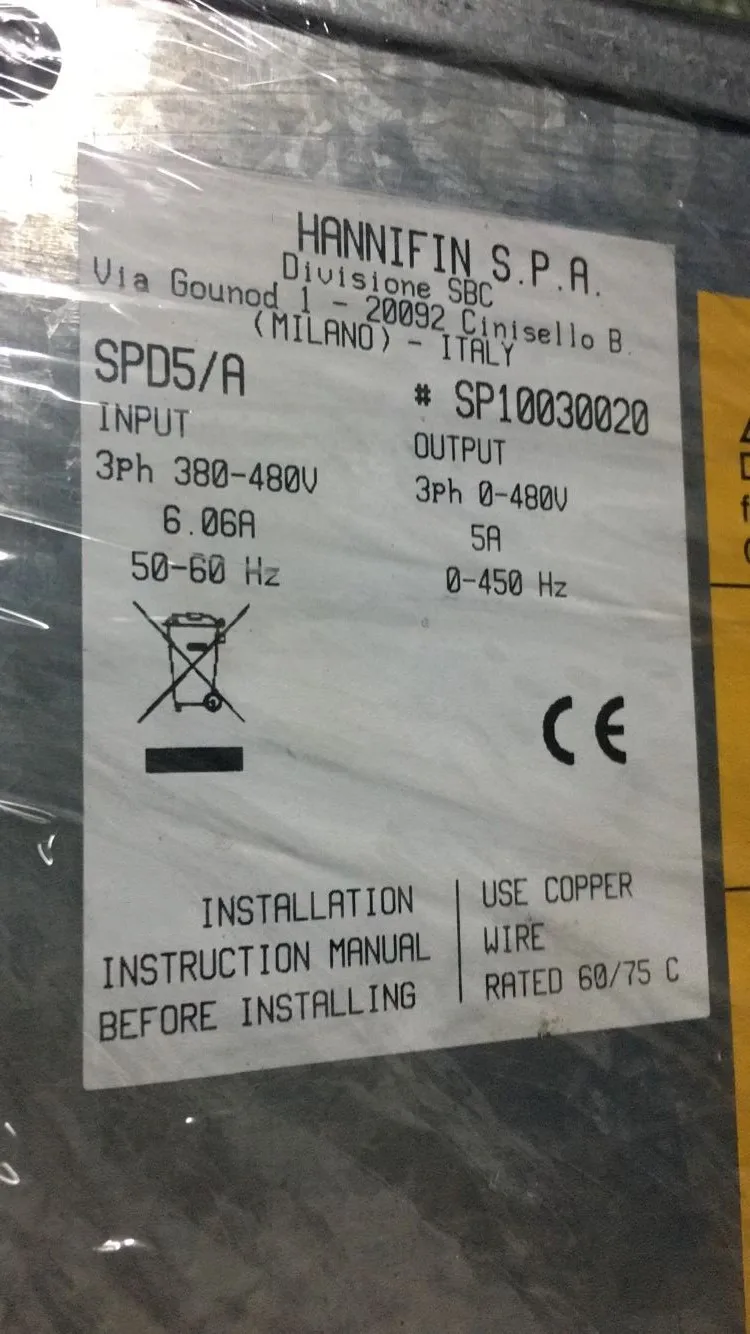 HANNIFIN S.P.A.
Divisione SBC
Via Gounod 1 - 20092 Cinisello B.
(MILANO) - ITALY
SPD5/A
# SP10030020
INPUT
OUTPUT
3Ph 380-480V
3Ph 0-480V
6.06A
5A
50-60 Hz
0-450 Hz
CE
INSTALLATION
INSTRUCTION MANUAL
BEFORE INSTALLING
USE COPPER
WIRE
RATED 60/75 C